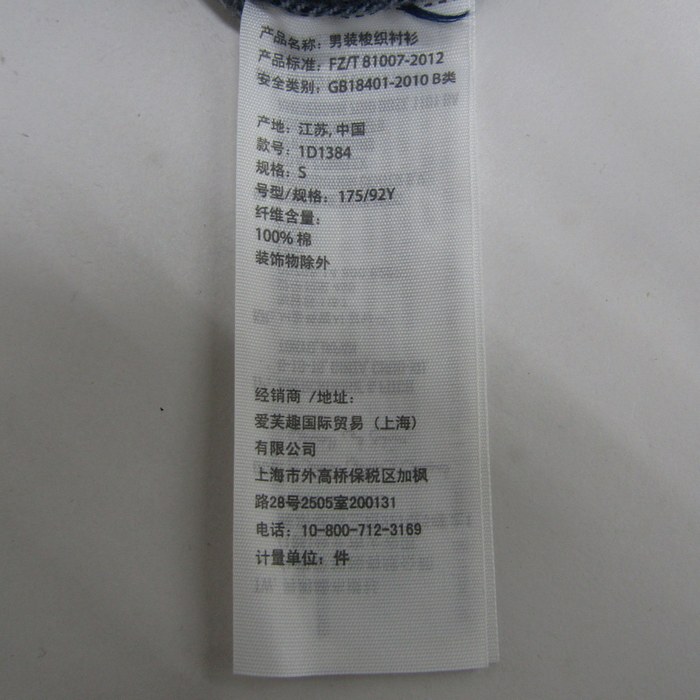 产品名称：男装梭织衬衫
产品标准：FZ/T 81007-2012
安全类别：GB18401-2010 B类
产地：江苏, 中国
款号：1D1384
规格：S
号型/规格：175/92Y
纤维含量：
100% 棉
装饰物除外
经销商 /地址：
爱芙趣国际贸易（上海）
有限公司
上海市外高桥保税区加枫
路28号2505室200131
电话：10-800-712-3169
计量单位：件